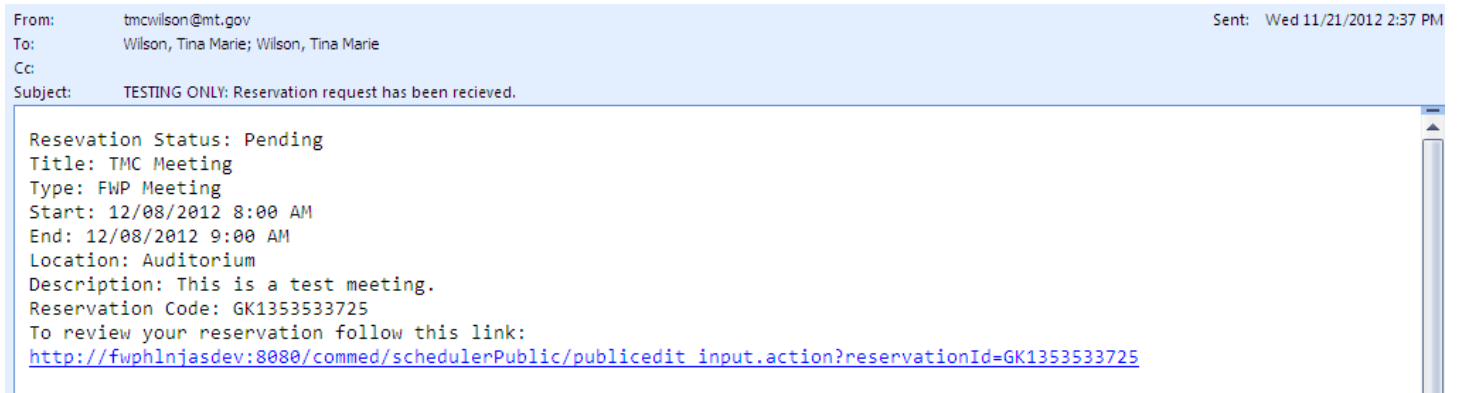 From: tmcwilson@mt.gov Sent: Wed 11/21/2012 2:37 PM
To: Wilson, Tina Marie; Wilson, Tina Marie
Cc:
Subject: TESTING ONLY: Reservation request has been recieved.
Resevation Status: Pending
Title: TMC Meeting
Type: FWP Meeting
Start: 12/08/2012 8:00 AM
End: 12/08/2012 9:00 AM
Location: Auditorium
Description: This is a test meeting.
Reservation Code: GK1353533725
To review your reservation follow this link:
http://fwphlnjasdev:8080/commed/schedulerPublic/publicedit_input.action?reservationId=GK1353533725